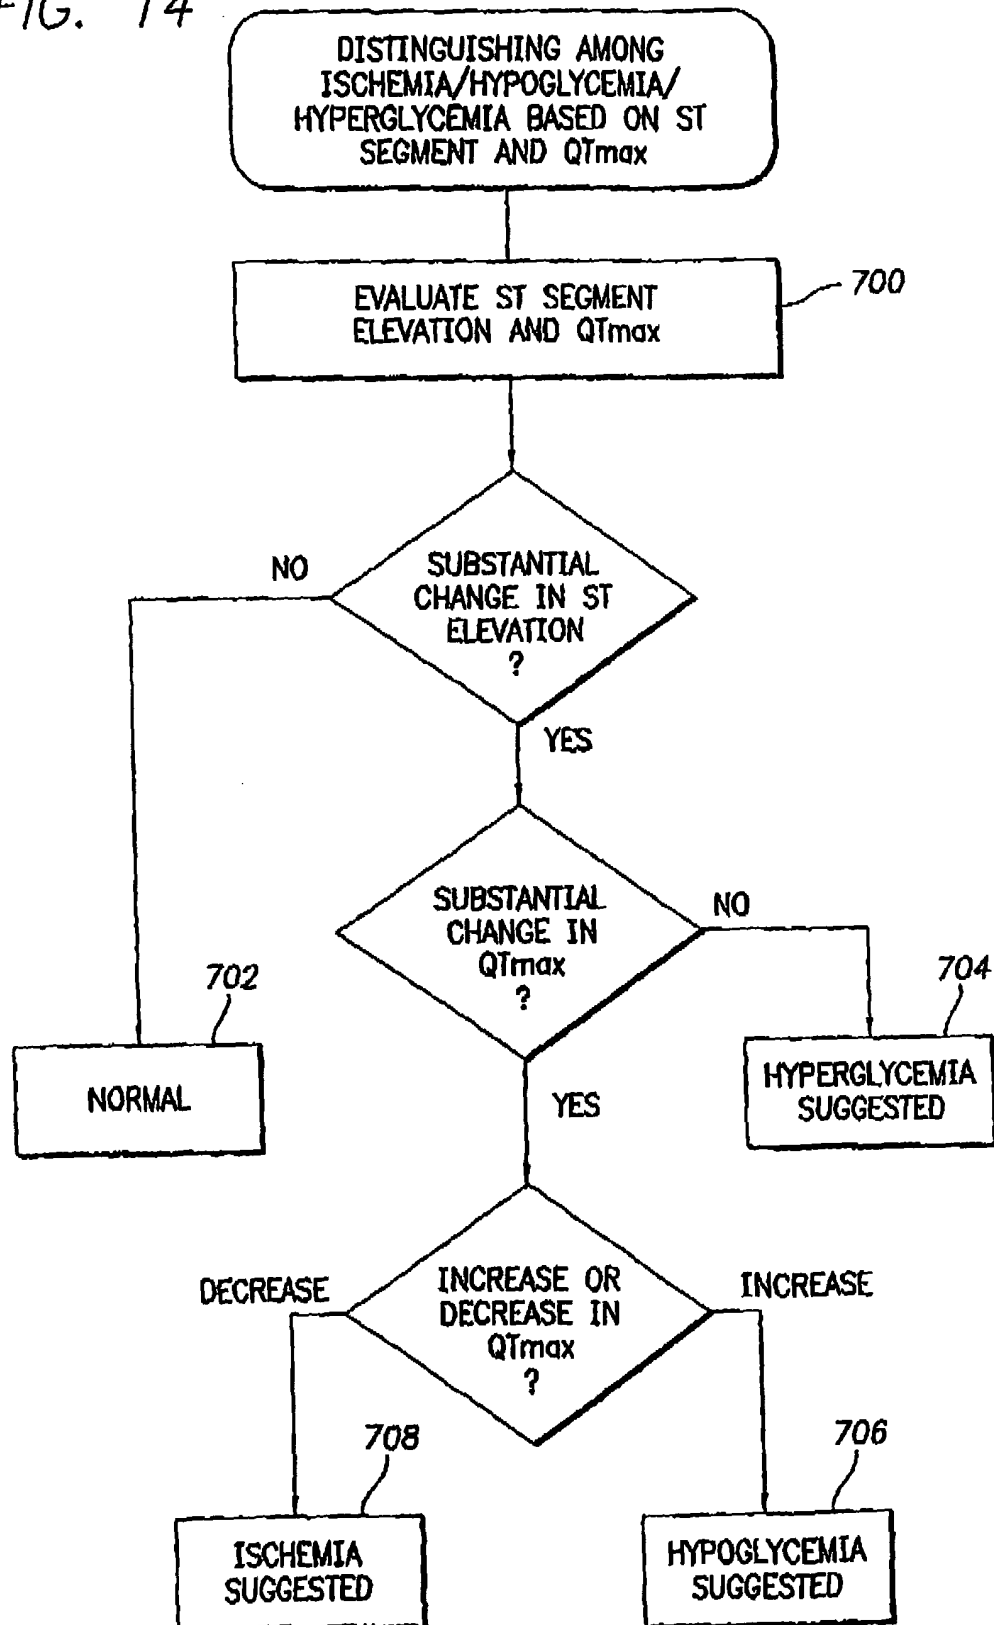 FIG. 14
DISTINGUISHING AMONG
ISCHEMIA/HYPOGLYCEMIA/
HYPERGLYCEMIA BASED ON ST
SEGMENT AND QTmax
EVALUATE ST SEGMENT
ELEVATION AND QTmax
700
SUBSTANTIAL
CHANGE IN ST
ELEVATION
?
NO
YES
SUBSTANTIAL
CHANGE IN
QTmax
?
NO
YES
702
NORMAL
704
HYPERGLYCEMIA
SUGGESTED
INCREASE OR
DECREASE IN
QTmax
?
DECREASE
INCREASE
708
ISCHEMIA
SUGGESTED
706
HYPOGLYCEMIA
SUGGESTED